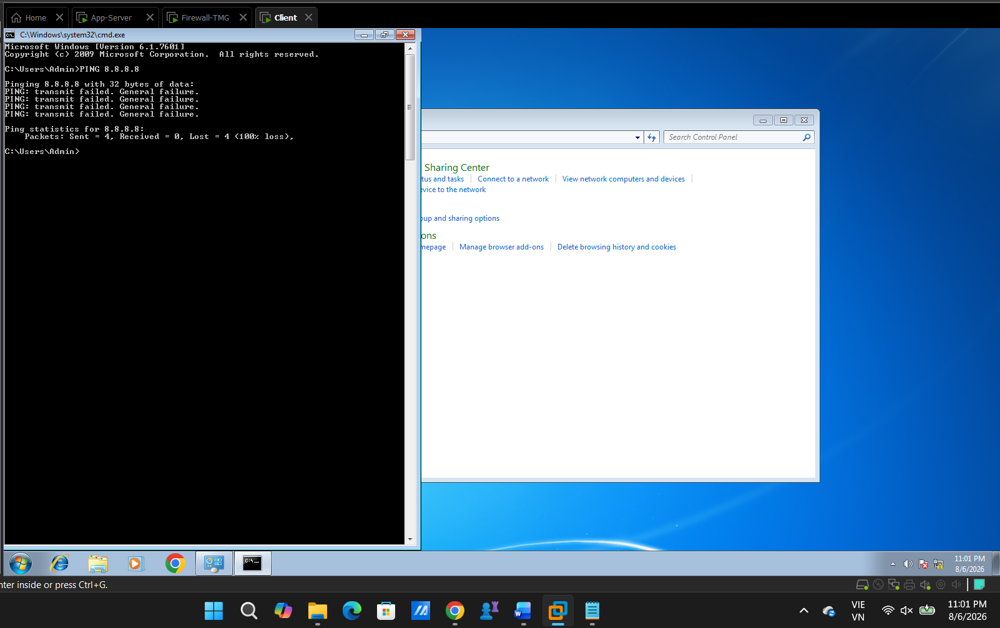 Home
App-Server
Firewall-TMG
Client
C:\Windows\system32\cmd.exe
Microsoft Windows [Version 6.1.7601]
Copyright (c) 2009 Microsoft Corporation.  All rights reserved.
C:\Users\Admin>PING 8.8.8.8
Pinging 8.8.8.8 with 32 bytes of data:
PING: transmit failed. General failure.
PING: transmit failed. General failure.
PING: transmit failed. General failure.
PING: transmit failed. General failure.
Ping statistics for 8.8.8.8:
    Packets: Sent = 4, Received = 0, Lost = 4 (100% loss),
C:\Users\Admin>
Search Control Panel
Sharing Center
tus and tasks
Connect to a network
View network computers and devices
evice to the network
oup and sharing options
ons
mepage
Manage browser add-ons
Delete browsing history and cookies
C:\_
11:01 PM
8/6/2026
nter inside or press Ctrl+G.
VIE
VN
11:01 PM
8/6/2026